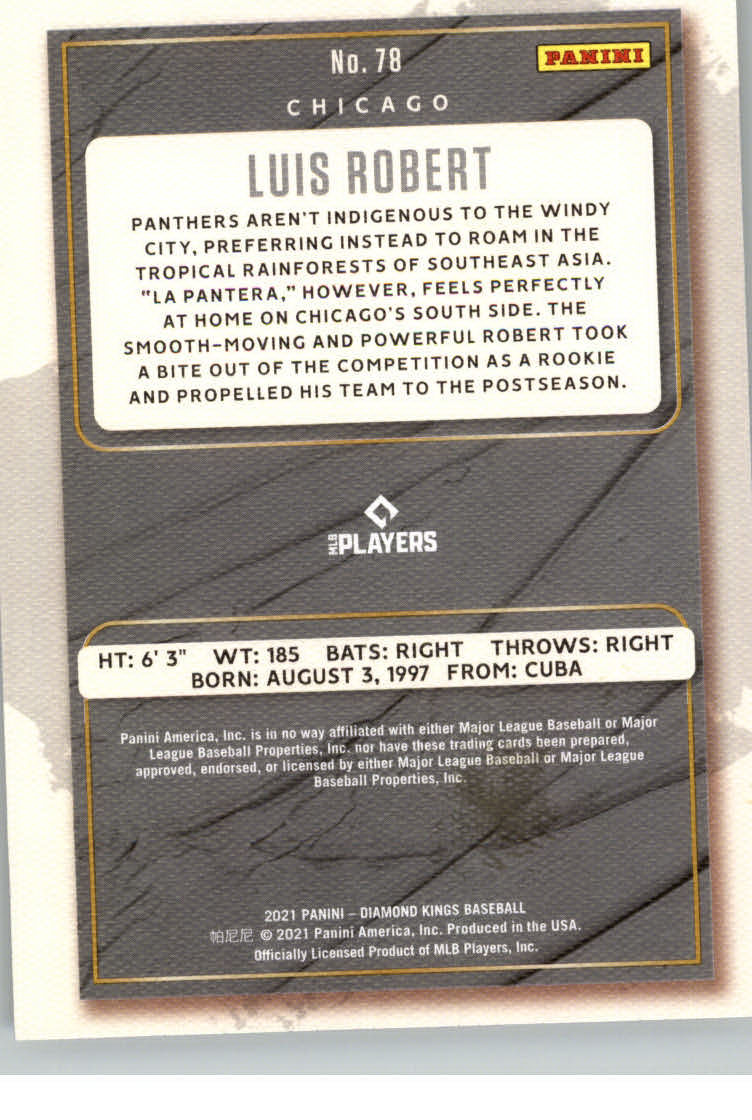 No. 78
PANINI
CHICAGO
LUIS ROBERT
PANTHERS AREN'T INDIGENOUS TO THE WINDY
CITY, PREFERRING INSTEAD TO ROAM IN THE
TROPICAL RAINFORESTS OF SOUTHEAST ASIA.
"LA PANTERA," HOWEVER, FEELS PERFECTLY
AT HOME ON CHICAGO'S SOUTH SIDE. THE
SMOOTH-MOVING AND POWERFUL ROBERT TOOK
A BITE OUT OF THE COMPETITION AS A ROOKIE
AND PROPELLED HIS TEAM TO THE POSTSEASON.
MLB PLAYERS
HT: 6' 3" WT: 185 BATS: RIGHT THROWS: RIGHT
BORN: AUGUST 3, 1997 FROM: CUBA
Panini America, Inc. is in no way affiliated with either Major League Baseball or Major
League Baseball Properties, Inc. nor have these trading cards been prepared,
approved, endorsed, or licensed by either Major League Baseball or Major League
Baseball Properties, Inc.
2021 PANINI – DIAMOND KINGS BASEBALL
帕尼尼 © 2021 Panini America, Inc. Produced in the USA.
Officially Licensed Product of MLB Players, Inc.